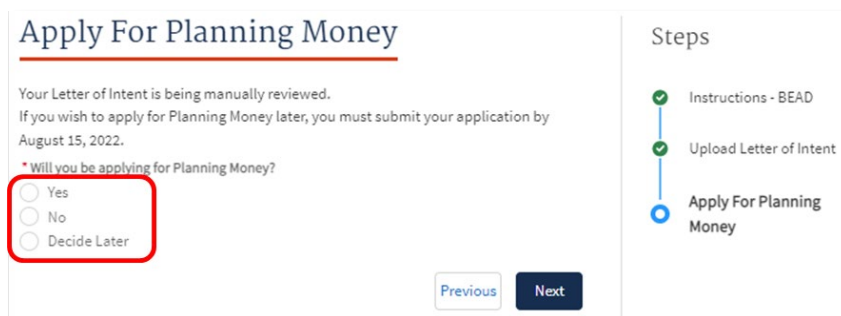 Apply For Planning Money
Your Letter of Intent is being manually reviewed.
If you wish to apply for Planning Money later, you must submit your application by
August 15, 2022.
* Will you be applying for Planning Money?
Yes
No
Decide Later
Previous
Next
Steps
Instructions - BEAD
Upload Letter of Intent
Apply For Planning
Money